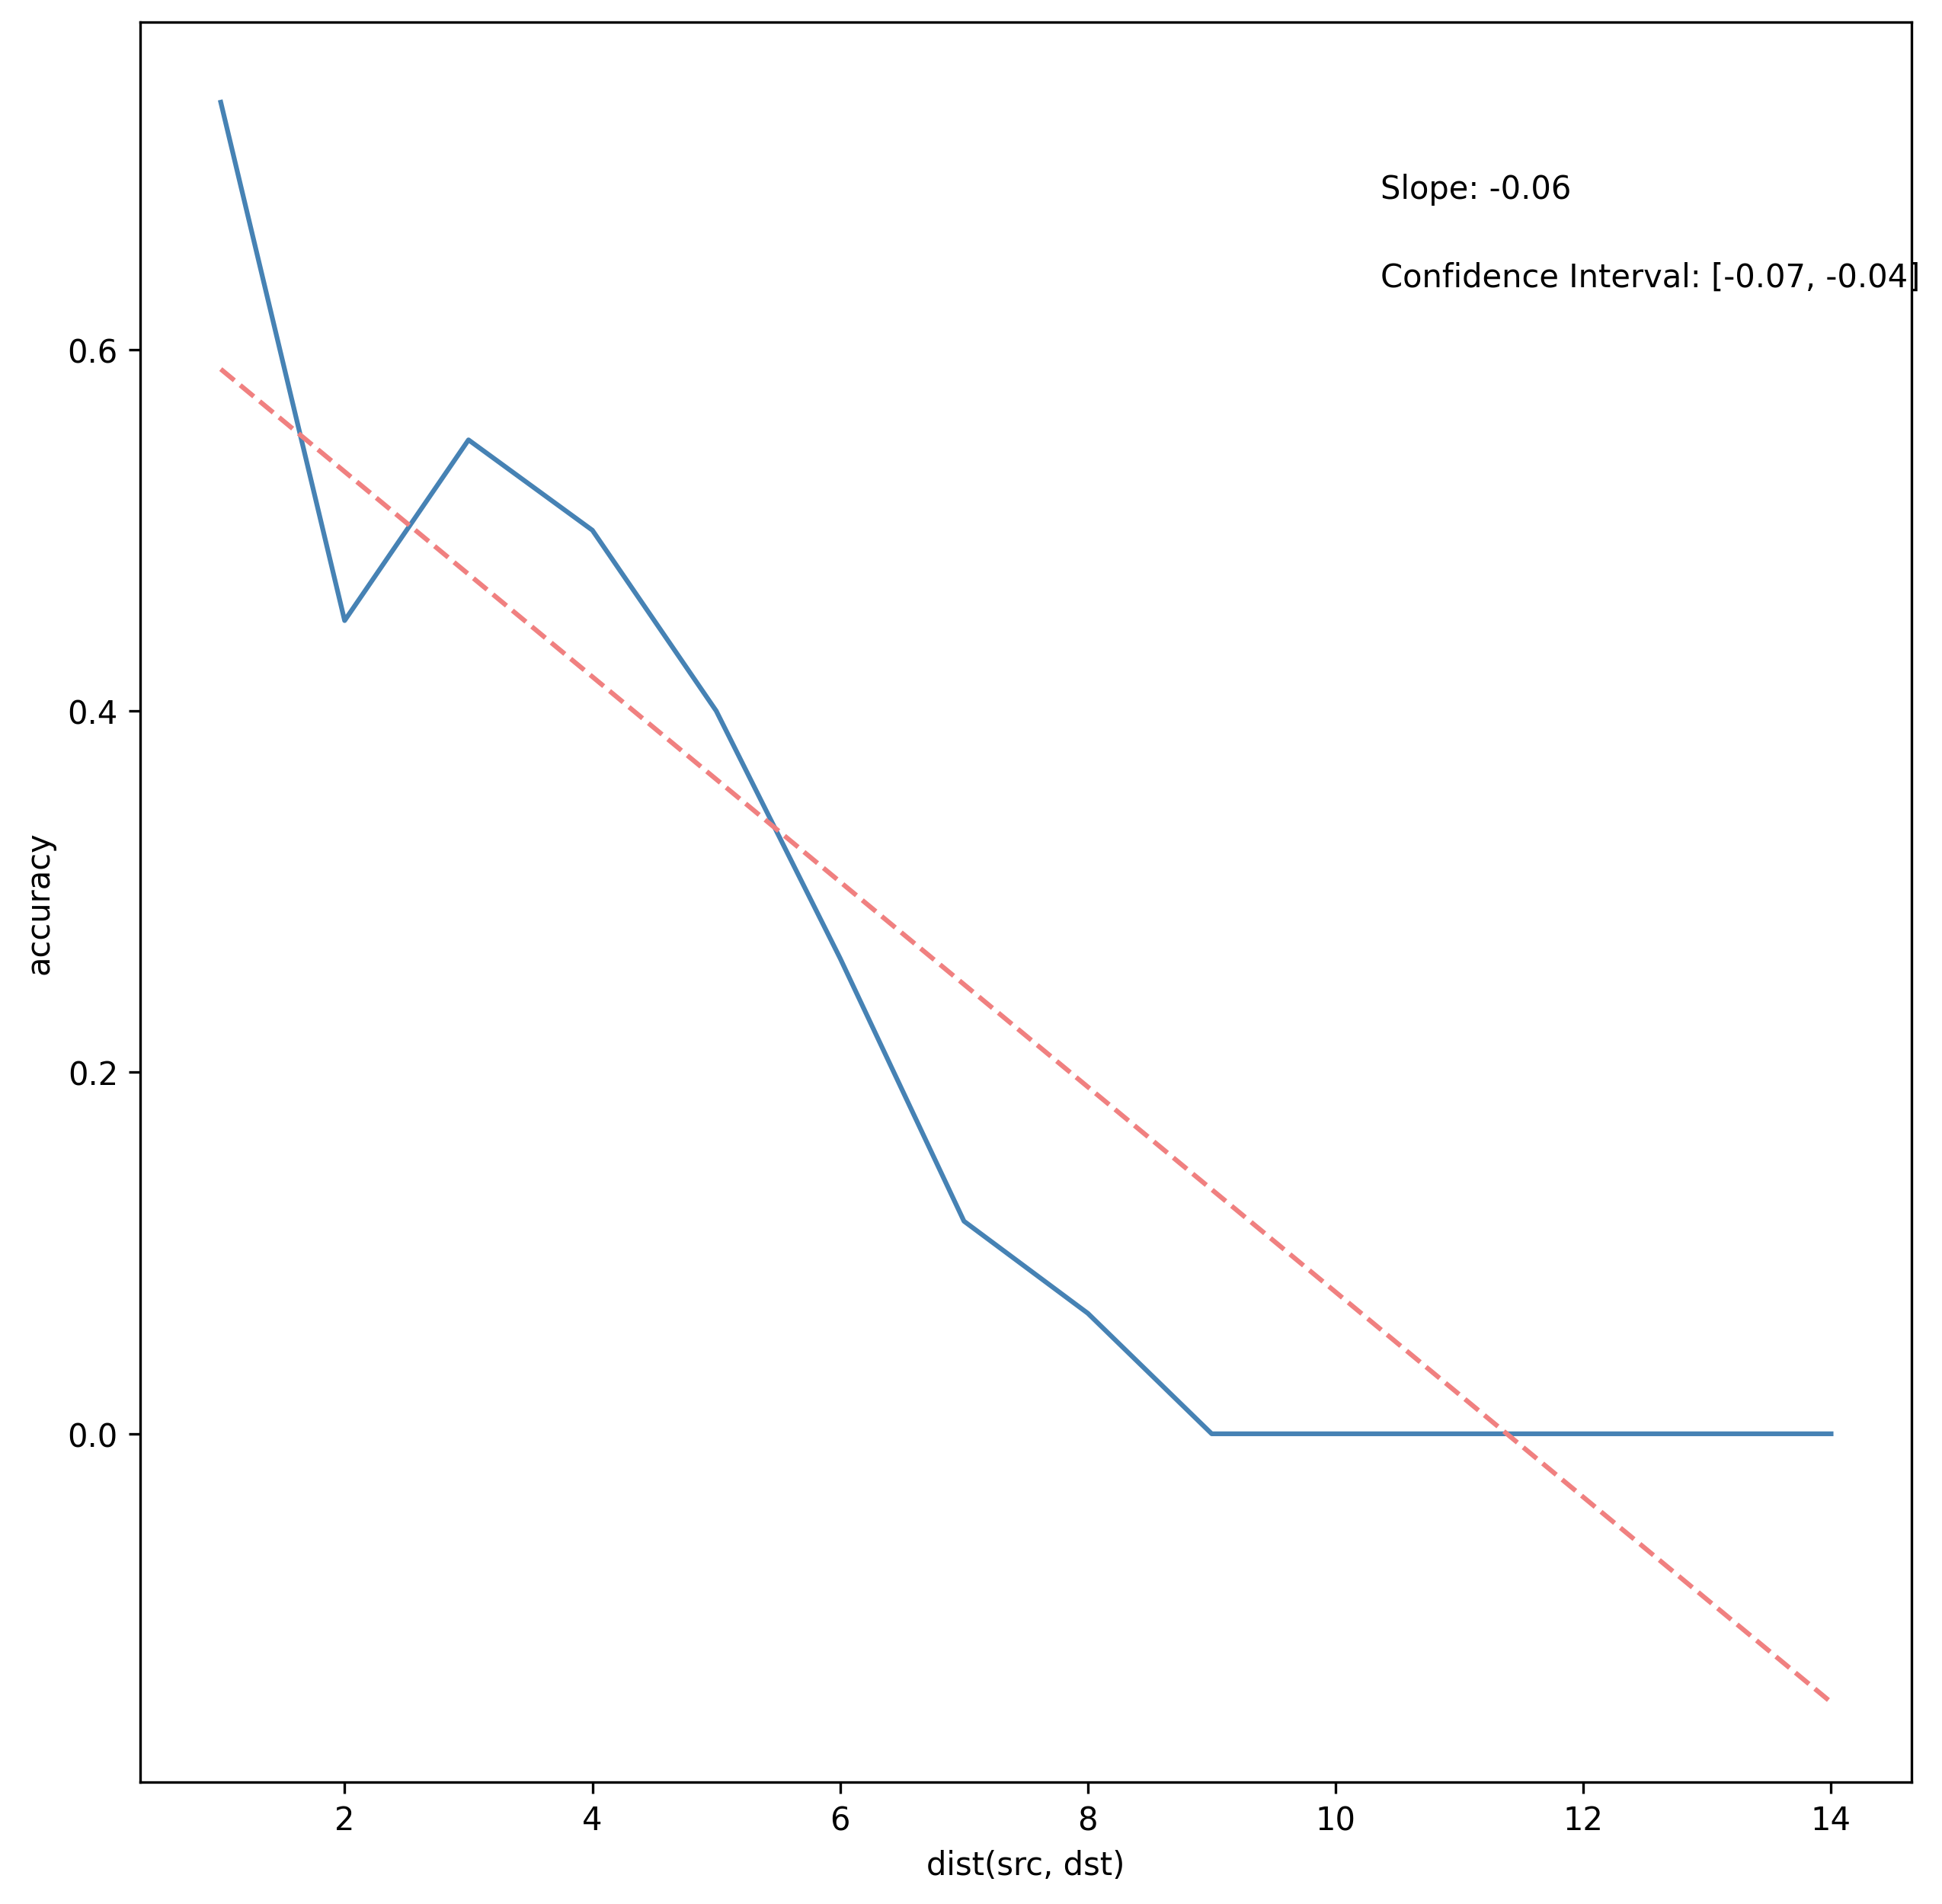 Slope: -0.06
Confidence Interval: [-0.07, -0.04]
0.6
0.4
0.2
0.0
accuracy
2 4 6 8 10 12 14
dist(src, dst)